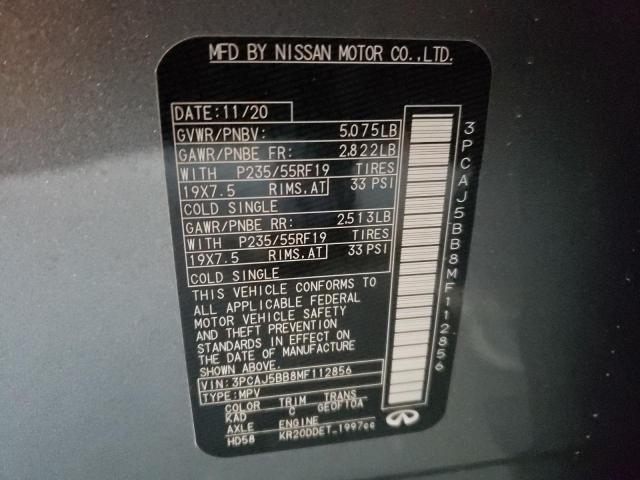 MFD BY NISSAN MOTOR CO.,LTD.
DATE:11/20
GVWR/PNBV: 5,075LB
GAWR/PNBE FR: 2,822LB
WITH P235/55RF19 TIRES
19X7.5 RIMS,AT 33 PSI
COLD SINGLE
GAWR/PNBE RR: 2,513LB
WITH P235/55RF19 TIRES
19X7.5 RIMS,AT 33 PSI
COLD SINGLE
THIS VEHICLE CONFORMS TO
ALL APPLICABLE FEDERAL
MOTOR VEHICLE SAFETY
AND THEFT PREVENTION
STANDARDS IN EFFECT ON
THE DATE OF MANUFACTURE
SHOWN ABOVE.
VIN:3PCAJ5BB8MF112856
TYPE:MPV
COLOR TRIM TRANS
KAD C GE0F10A
AXLE ENGINE
HD58 KR20DDET 1997cc
3PCAJ5BB8MF112856